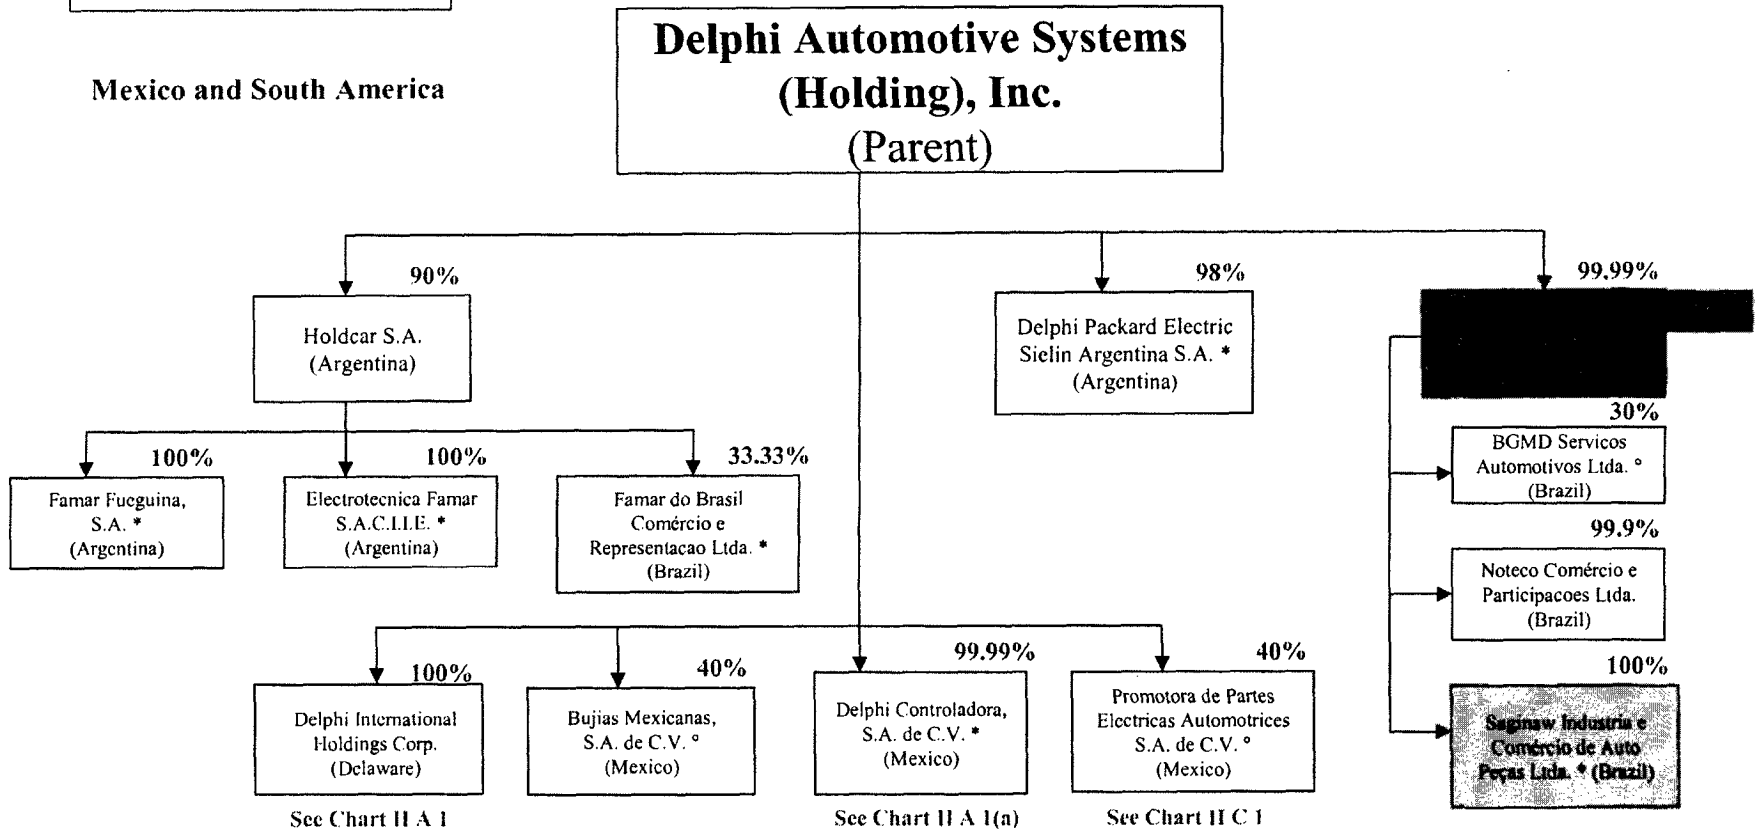 Mexico and South America
Delphi Automotive Systems
(Holding), Inc.
(Parent)
90%
Holdcar S.A.
(Argentina)
98%
Delphi Packard Electric
Sielin Argentina S.A. *
(Argentina)
99.99%
100%
Famar Fueguina,
S.A. *
(Argentina)
100%
Electrotecnica Famar
S.A.C.I.I.E. *
(Argentina)
33.33%
Famar do Brasil
Comércio e
Representacao Ltda. *
(Brazil)
30%
BGMD Servicos
Automotivos Ltda. °
(Brazil)
99.9%
Noteco Comércio e
Participacoes Ltda.
(Brazil)
100%
Saginaw Industria e
Comércio de Auto
Peças Ltda. * (Brazil)
100%
Delphi International
Holdings Corp.
(Delaware)
See Chart II A 1
40%
Bujias Mexicanas,
S.A. de C.V. °
(Mexico)
99.99%
Delphi Controladora,
S.A. de C.V. *
(Mexico)
See Chart II A 1(a)
40%
Promotora de Partes
Electricas Automotrices
S.A. de C.V. °
(Mexico)
See Chart II C 1